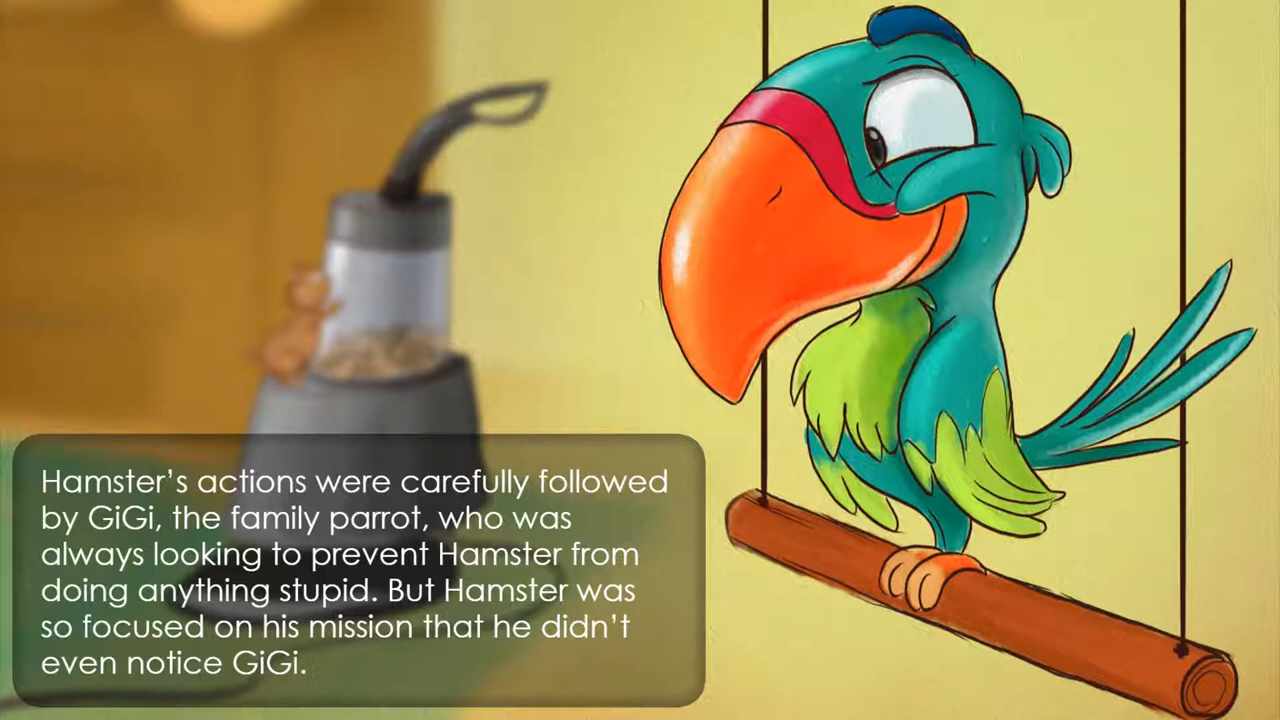 Hamster’s actions were carefully followed
by GiGi, the family parrot, who was
always looking to prevent Hamster from
doing anything stupid. But Hamster was
so focused on his mission that he didn’t
even notice GiGi.